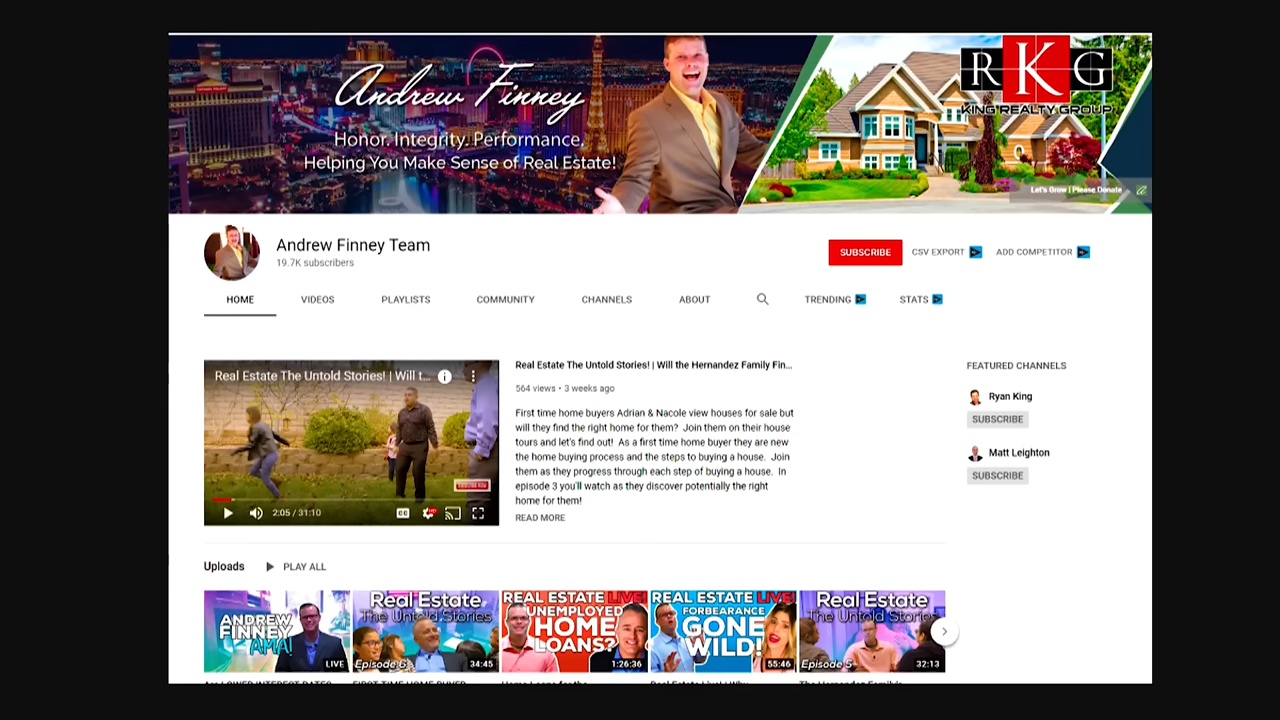 Andrew Finney
Honor. Integrity. Performance.
Helping You Make Sense of Real Estate!
RKG
KING REALTY GROUP
Let's Grow | Please Donate
Andrew Finney Team
19.7K subscribers
SUBSCRIBE
CSV EXPORT
ADD COMPETITOR
HOME
VIDEOS
PLAYLISTS
COMMUNITY
CHANNELS
ABOUT
TRENDING
STATS
Real Estate The Untold Stories! | Will t...
SUBSCRIBE NOW
CC
HD
2:05 / 31:10
Real Estate The Untold Stories! | Will the Hernandez Family Fin...
564 views • 3 weeks ago
First time home buyers Adrian & Nacole view houses for sale but
will they find the right home for them? Join them on their house
tours and let's find out! As a first time home buyer they are new
the home buying process and the steps to buying a house. Join
them as they progress through each step of buying a house. In
episode 3 you'll watch as they discover potentially the right
home for them!
READ MORE
FEATURED CHANNELS
Ryan King
SUBSCRIBE
Matt Leighton
SUBSCRIBE
Uploads
PLAY ALL
ANDREW
FINNEY
AMA!
LIVE
Real Estate
The Untold Stories
Episode 6
34:45
REAL ESTATE LIVE!
UNEMPLOYED
HOME
LOANS?
1:26:36
REAL ESTATE LIVE!
FORBEARANCE
GONE
WILD!
55:46
Real Estate
The Untold Stories
Episode 5
32:13